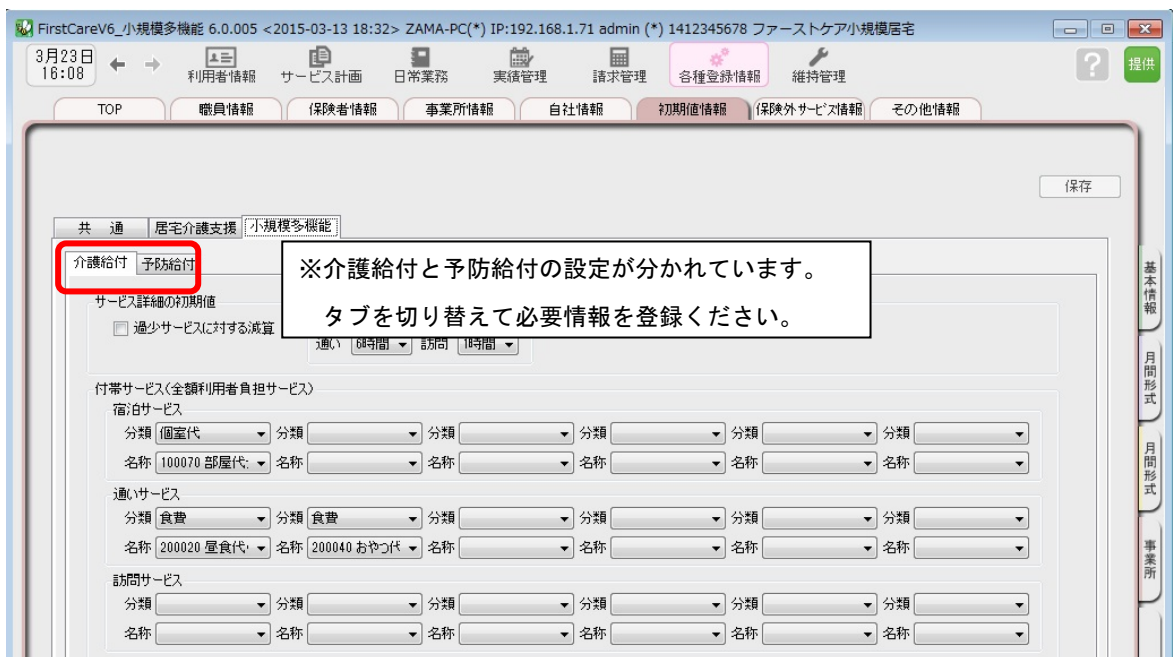 FirstCareV6_小規模多機能 6.0.005 <2015-03-13 18:32> ZAMA-PC(*) IP:192.168.1.71 admin (*) 1412345678 ファーストケア小規模居宅
3月23日
16:08
利用者情報 サービス計画 日常業務 実績管理 請求管理 各種登録情報 維持管理 ? 提供
TOP 職員情報 保険者情報 事業所情報 自社情報 初期値情報 保険外サービス情報 その他情報
保存
共 通 居宅介護支援 小規模多機能
介護給付 予防給付
※介護給付と予防給付の設定が分かれています。
タブを切り替えて必要情報を登録ください。
サービス詳細の初期値
過少サービスに対する減算
通い 6時間 訪問 1時間
付帯サービス(全額利用者負担サービス)
宿泊サービス
分類 個室代 分類 分類 分類 分類 分類
名称 100070 部屋代: 名称 名称 名称 名称 名称
通いサービス
分類 食費 分類 食費 分類 分類 分類 分類
名称 200020 昼食代・ 名称 200040 おやつ代 名称 名称 名称 名称
訪問サービス
分類 分類 分類 分類 分類 分類
名称 名称 名称 名称 名称 名称
基本情報
月間形式
月間形式
事業所